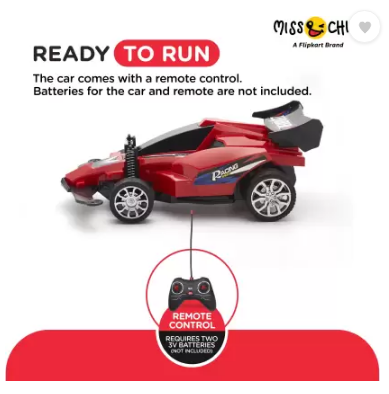 MISS CHI
A Flipkart Brand
READY TO RUN
The car comes with a remote control.
Batteries for the car and remote are not included.
RACING
REMOTE
CONTROL
REQUIRES TWO
3V BATTERIES
(NOT INCLUDED)